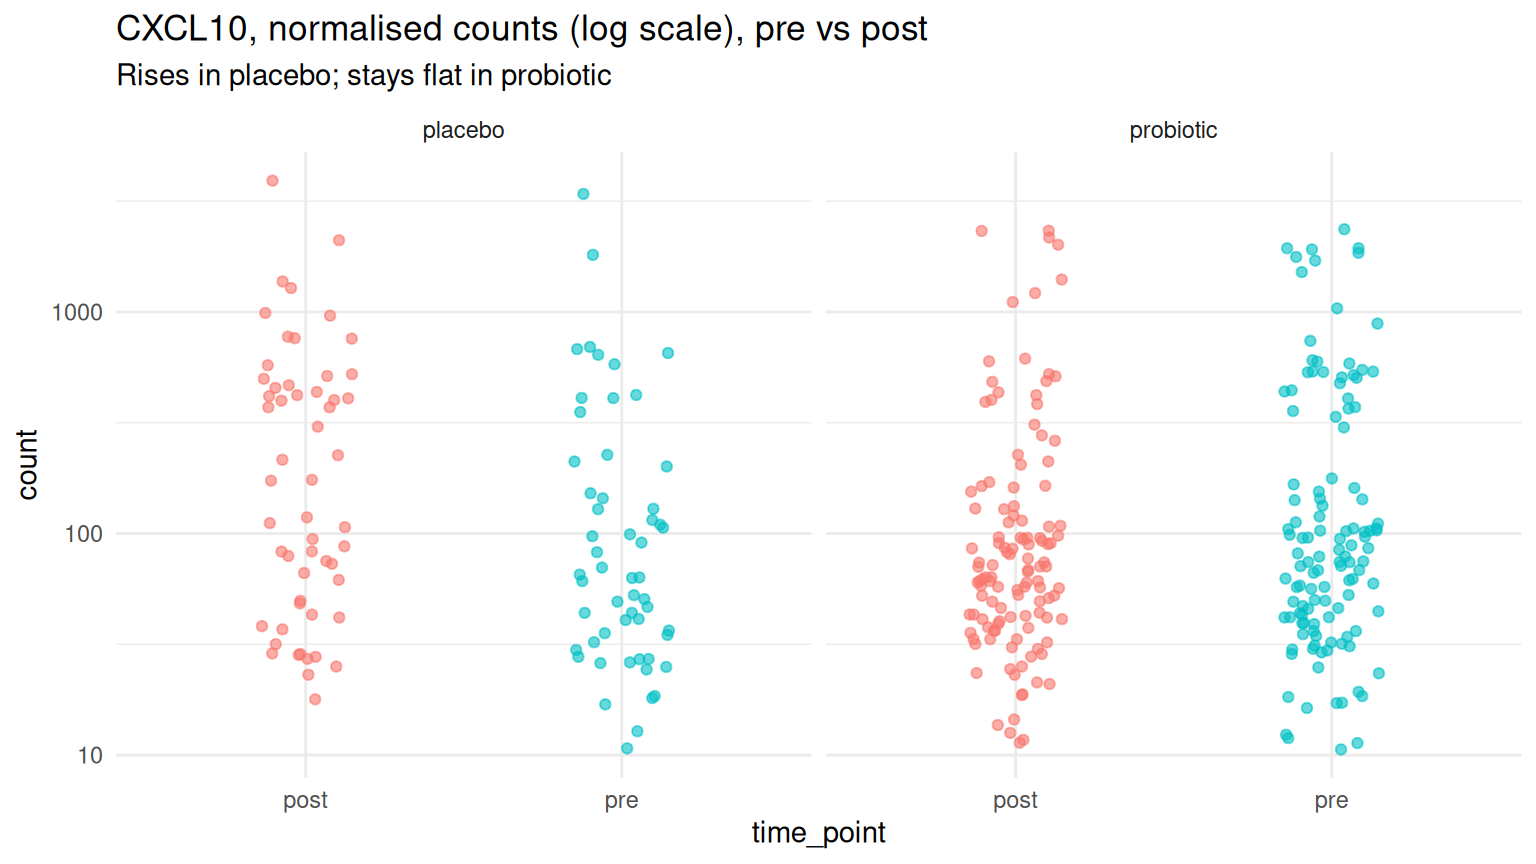 CXCL10, normalised counts (log scale), pre vs post
Rises in placebo; stays flat in probiotic
placebo
probiotic
count
1000
100
10
post
pre
post
pre
time_point